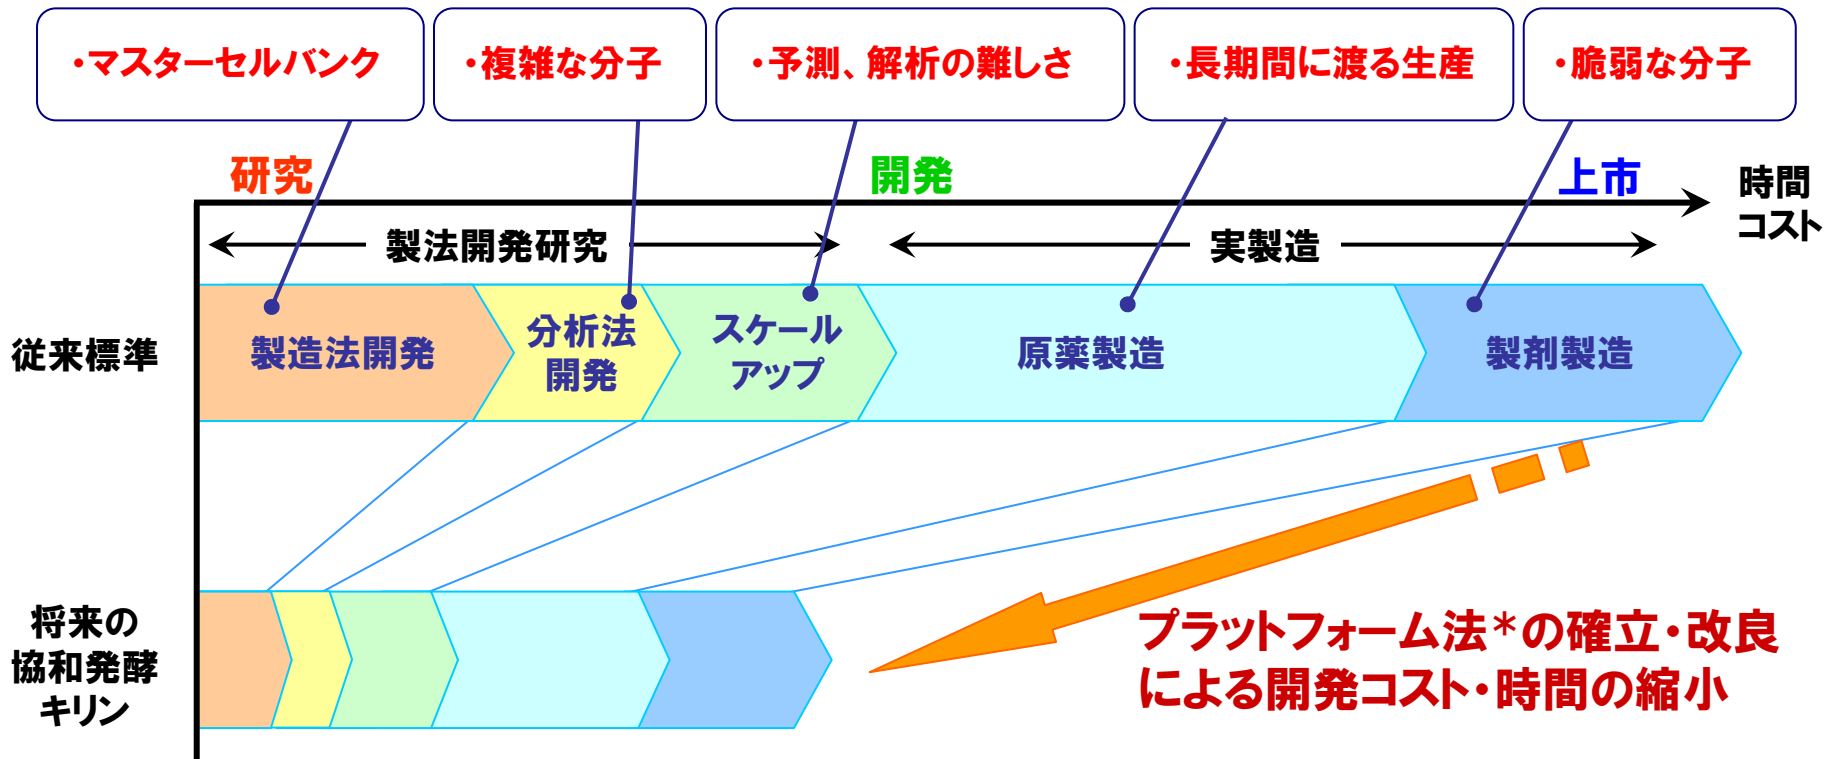 ・マスターセルバンク
・複雑な分子
・予測、解析の難しさ
・長期間に渡る生産
・脆弱な分子
研究
開発
上市
時間
コスト
製法開発研究
実製造
従来標準
製造法開発
分析法
開発
スケール
アップ
原薬製造
製剤製造
将来の
協和発酵
キリン
プラットフォーム法*の確立・改良
による開発コスト・時間の縮小